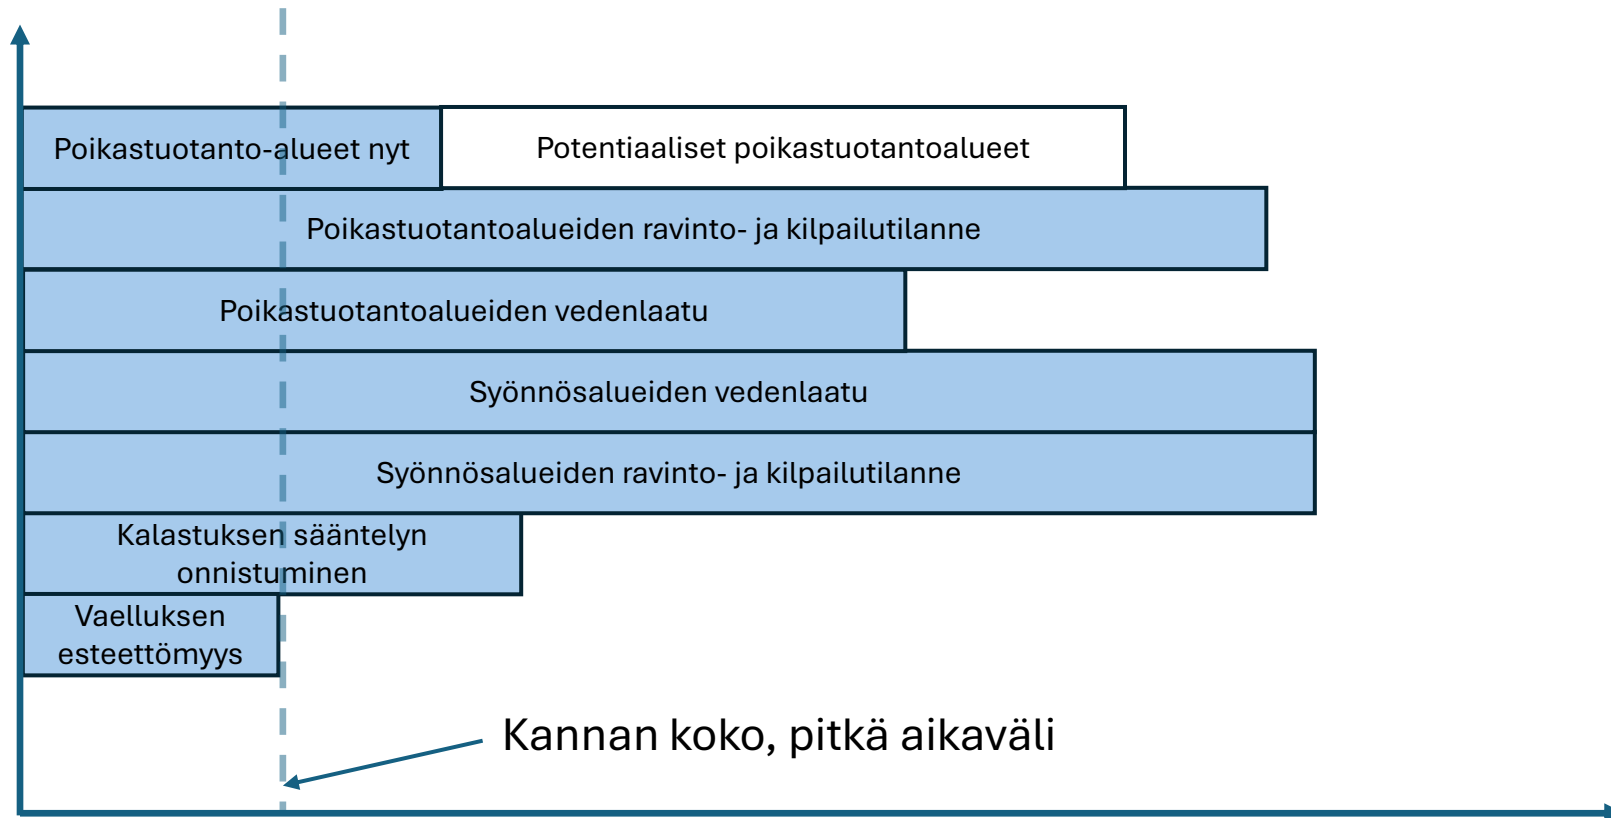 Poikastuotanto-alueet nyt
Potentiaaliset poikastuotantoalueet
Poikastuotantoalueiden ravinto- ja kilpailutilanne
Poikastuotantoalueiden vedenlaatu
Syönnösalueiden vedenlaatu
Syönnösalueiden ravinto- ja kilpailutilanne
Kalastuksen sääntelyn
onnistuminen
Vaelluksen
esteettömyys
Kannan koko, pitkä aikaväli